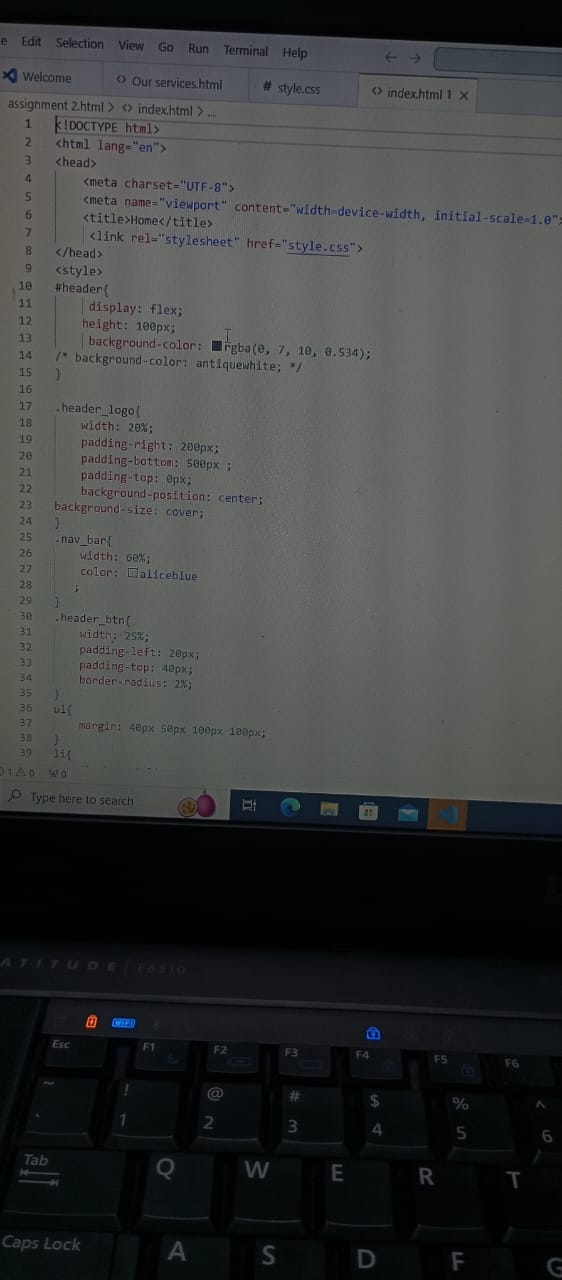 e Edit Selection View Go Run Terminal Help ← →
Welcome <> Our services.html # style.css <> index.html 1 ×
assignment 2.html > <> index.html > ...
1 <!DOCTYPE html>
2 <html lang="en">
3 <head>
4 <meta charset="UTF-8">
5 <meta name="viewport" content="width=device-width, initial-scale=1.0">
6 <title>Home</title>
7 <link rel="stylesheet" href="style.css">
8 </head>
9 <style>
10 #header{
11 display: flex;
12 height: 100px;
13 background-color: rgba(0, 7, 10, 0.534);
14 /* background-color: antiquewhite; */
15 }
16
17 .header_logo{
18 width: 20%;
19 padding-right: 200px;
20 padding-bottom: 500px ;
21 padding-top: 0px;
22 background-position: center;
23 background-size: cover;
24 }
25 .nav_bar{
26 width: 60%;
27 color: aliceblue
28 ;
29 }
30 .header_btn{
31 width: 25%;
32 padding-left: 20px;
33 padding-top: 40px;
34 border-radius: 2%;
35 }
36 ul{
37 margin: 40px 50px 100px 100px;
38 }
39 li{
1 0 0
Type here to search
ATITUDE E6510
WiFi
Esc F1 F2 F3 F4 F5 F6
~ ! @ # $ % ^
` 1 2 3 4 5 6
Tab Q W E R T
Caps Lock A S D F G